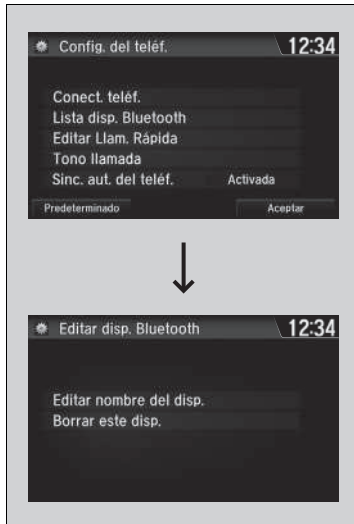 Config. del teléf.
12:34
Conect. teléf.
Lista disp. Bluetooth
Editar Llam. Rápida
Tono llamada
Sinc. aut. del teléf. Activada
Predeterminado Aceptar
Editar disp. Bluetooth
12:34
Editar nombre del disp.
Borrar este disp.